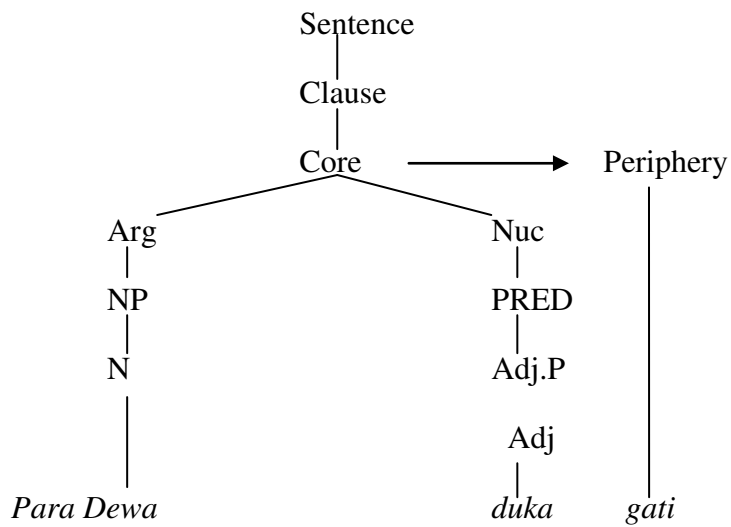 Sentence
Clause
Core Periphery
Arg Nuc
NP PRED
N Adj.P
Adj
Para Dewa duka gati